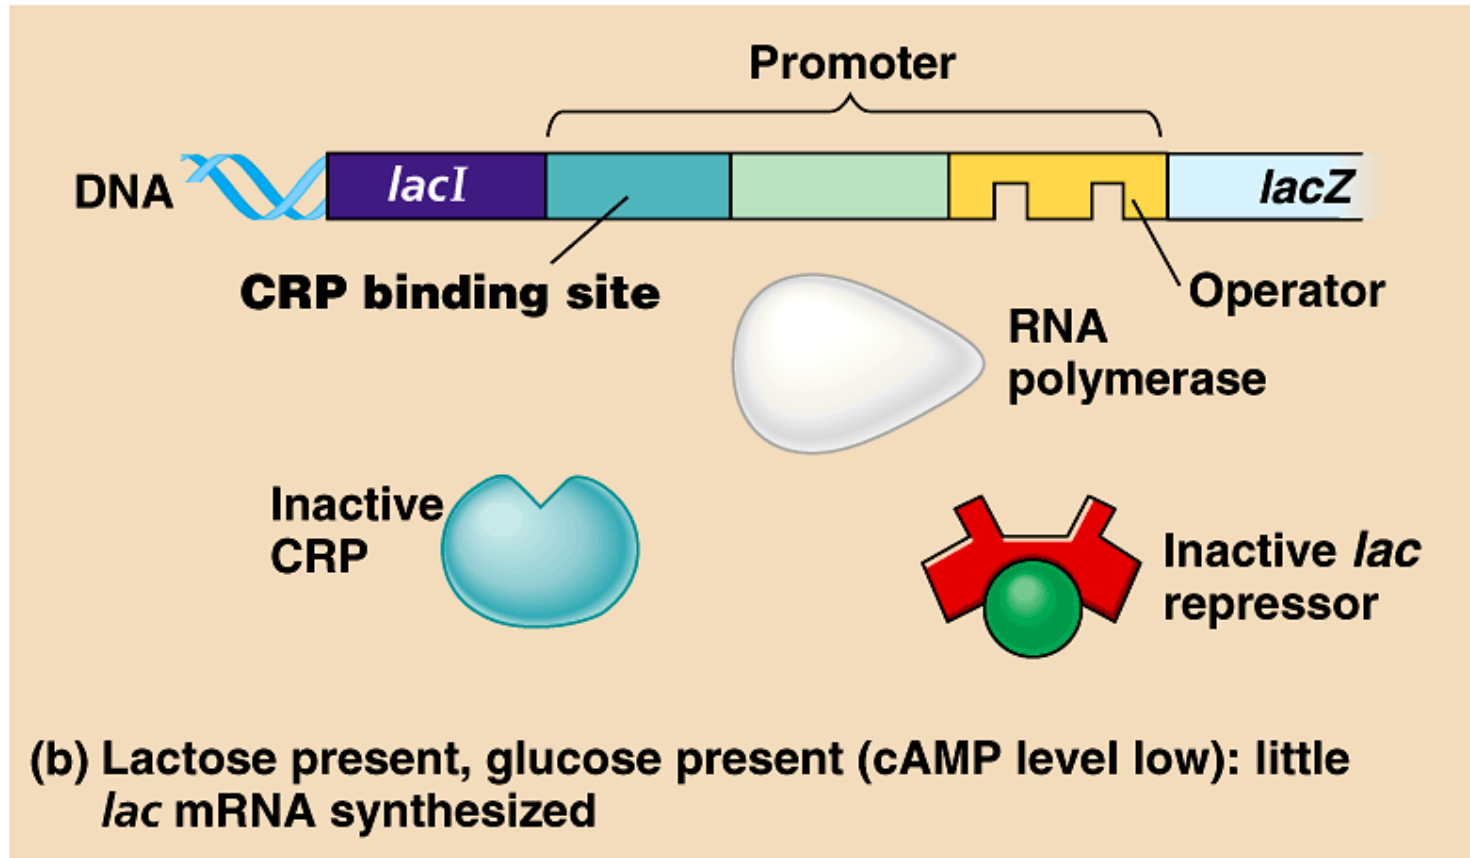 Promoter
DNA
lacI
lacZ
CRP binding site
Operator
RNA
polymerase
Inactive
CRP
Inactive lac
repressor
(b) Lactose present, glucose present (cAMP level low): little
lac mRNA synthesized